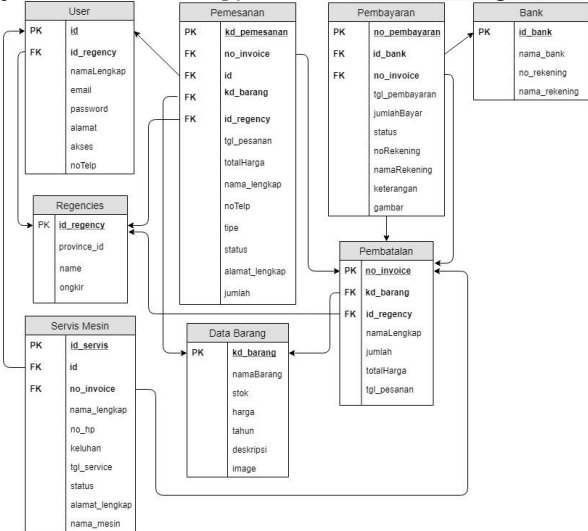 User
PK id
FK id_regency
namaLengkap
email
password
alamat
akses
noTelp
Pemesanan
PK kd_pemesanan
FK no_invoice
FK id
FK kd_barang
FK id_regency
tgl_pesanan
totalHarga
nama_lengkap
noTelp
tipe
status
alamat_lengkap
jumlah
Pembayaran
PK no_pembayaran
FK id_bank
FK no_invoice
tgl_pembayaran
jumlahBayar
status
noRekening
namaRekening
keterangan
gambar
Bank
PK id_bank
nama_bank
no_rekening
nama_rekening
Regencies
PK id_regency
province_id
name
ongkir
Pembatalan
PK no_invoice
FK kd_barang
FK id_regency
namaLengkap
jumlah
totalHarga
tgl_pesanan
Servis Mesin
PK id_servis
FK id
FK no_invoice
nama_lengkap
no_hp
keluhan
tgl_service
status
alamat_lengkap
nama_mesin
Data Barang
PK kd_barang
namaBarang
stok
harga
tahun
deskripsi
image